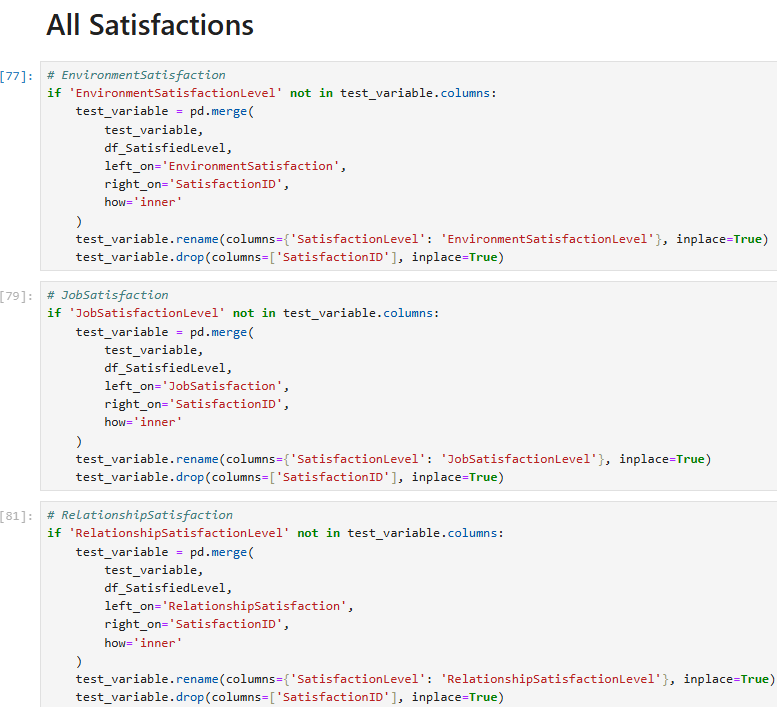 All Satisfactions
[77]: # EnvironmentSatisfaction
if 'EnvironmentSatisfactionLevel' not in test_variable.columns:
    test_variable = pd.merge(
        test_variable,
        df_SatisfiedLevel,
        left_on='EnvironmentSatisfaction',
        right_on='SatisfactionID',
        how='inner'
    )
    test_variable.rename(columns={'SatisfactionLevel': 'EnvironmentSatisfactionLevel'}, inplace=True)
    test_variable.drop(columns=['SatisfactionID'], inplace=True)
[79]: # JobSatisfaction
if 'JobSatisfactionLevel' not in test_variable.columns:
    test_variable = pd.merge(
        test_variable,
        df_SatisfiedLevel,
        left_on='JobSatisfaction',
        right_on='SatisfactionID',
        how='inner'
    )
    test_variable.rename(columns={'SatisfactionLevel': 'JobSatisfactionLevel'}, inplace=True)
    test_variable.drop(columns=['SatisfactionID'], inplace=True)
[81]: # RelationshipSatisfaction
if 'RelationshipSatisfactionLevel' not in test_variable.columns:
    test_variable = pd.merge(
        test_variable,
        df_SatisfiedLevel,
        left_on='RelationshipSatisfaction',
        right_on='SatisfactionID',
        how='inner'
    )
    test_variable.rename(columns={'SatisfactionLevel': 'RelationshipSatisfactionLevel'}, inplace=True)
    test_variable.drop(columns=['SatisfactionID'], inplace=True)